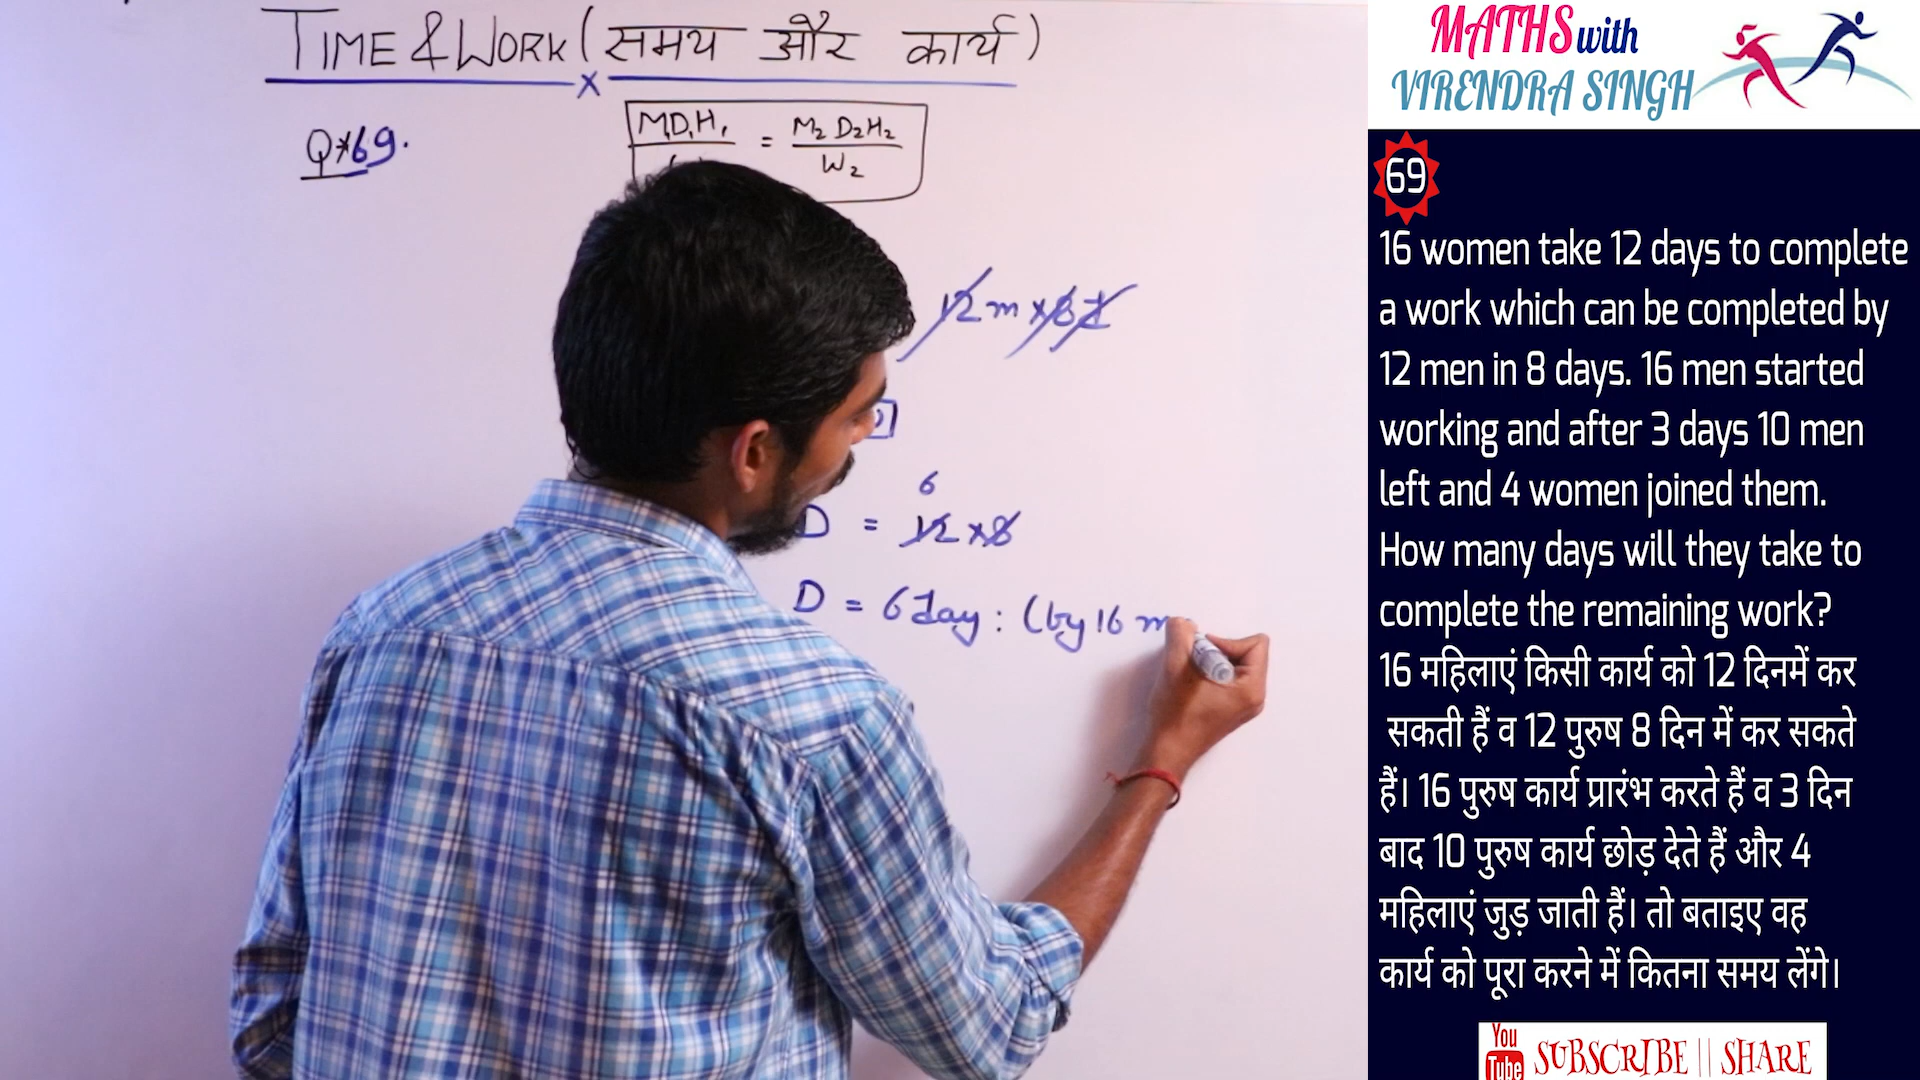 TIME & WORK (समय और कार्य)
x
Q*69.
M₁D₁H₁ = M₂ D₂H₂
W₂
12 m x 8 d
6
D = 12 x 8
D = 6 day : (by 16 m
MATHS with
VIRENDRA SINGH
69
16 women take 12 days to complete
a work which can be completed by
12 men in 8 days. 16 men started
working and after 3 days 10 men
left and 4 women joined them.
How many days will they take to
complete the remaining work?
16 महिलाएं किसी कार्य को 12 दिनमें कर
सकती हैं व 12 पुरुष 8 दिन में कर सकते
हैं। 16 पुरुष कार्य प्रारंभ करते हैं व 3 दिन
बाद 10 पुरुष कार्य छोड़ देते हैं और 4
महिलाएं जुड़ जाती हैं। तो बताइए वह
कार्य को पूरा करने में कितना समय लेंगे।
You
Tube SUBSCRIBE || SHARE